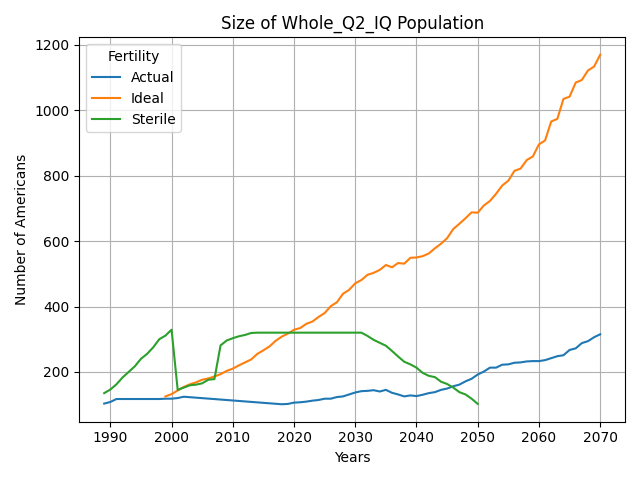 Size of Whole_Q2_IQ Population
Fertility
Actual
Ideal
Sterile
Number of Americans
1200
1000
800
600
400
200
1990 2000 2010 2020 2030 2040 2050 2060 2070
Years